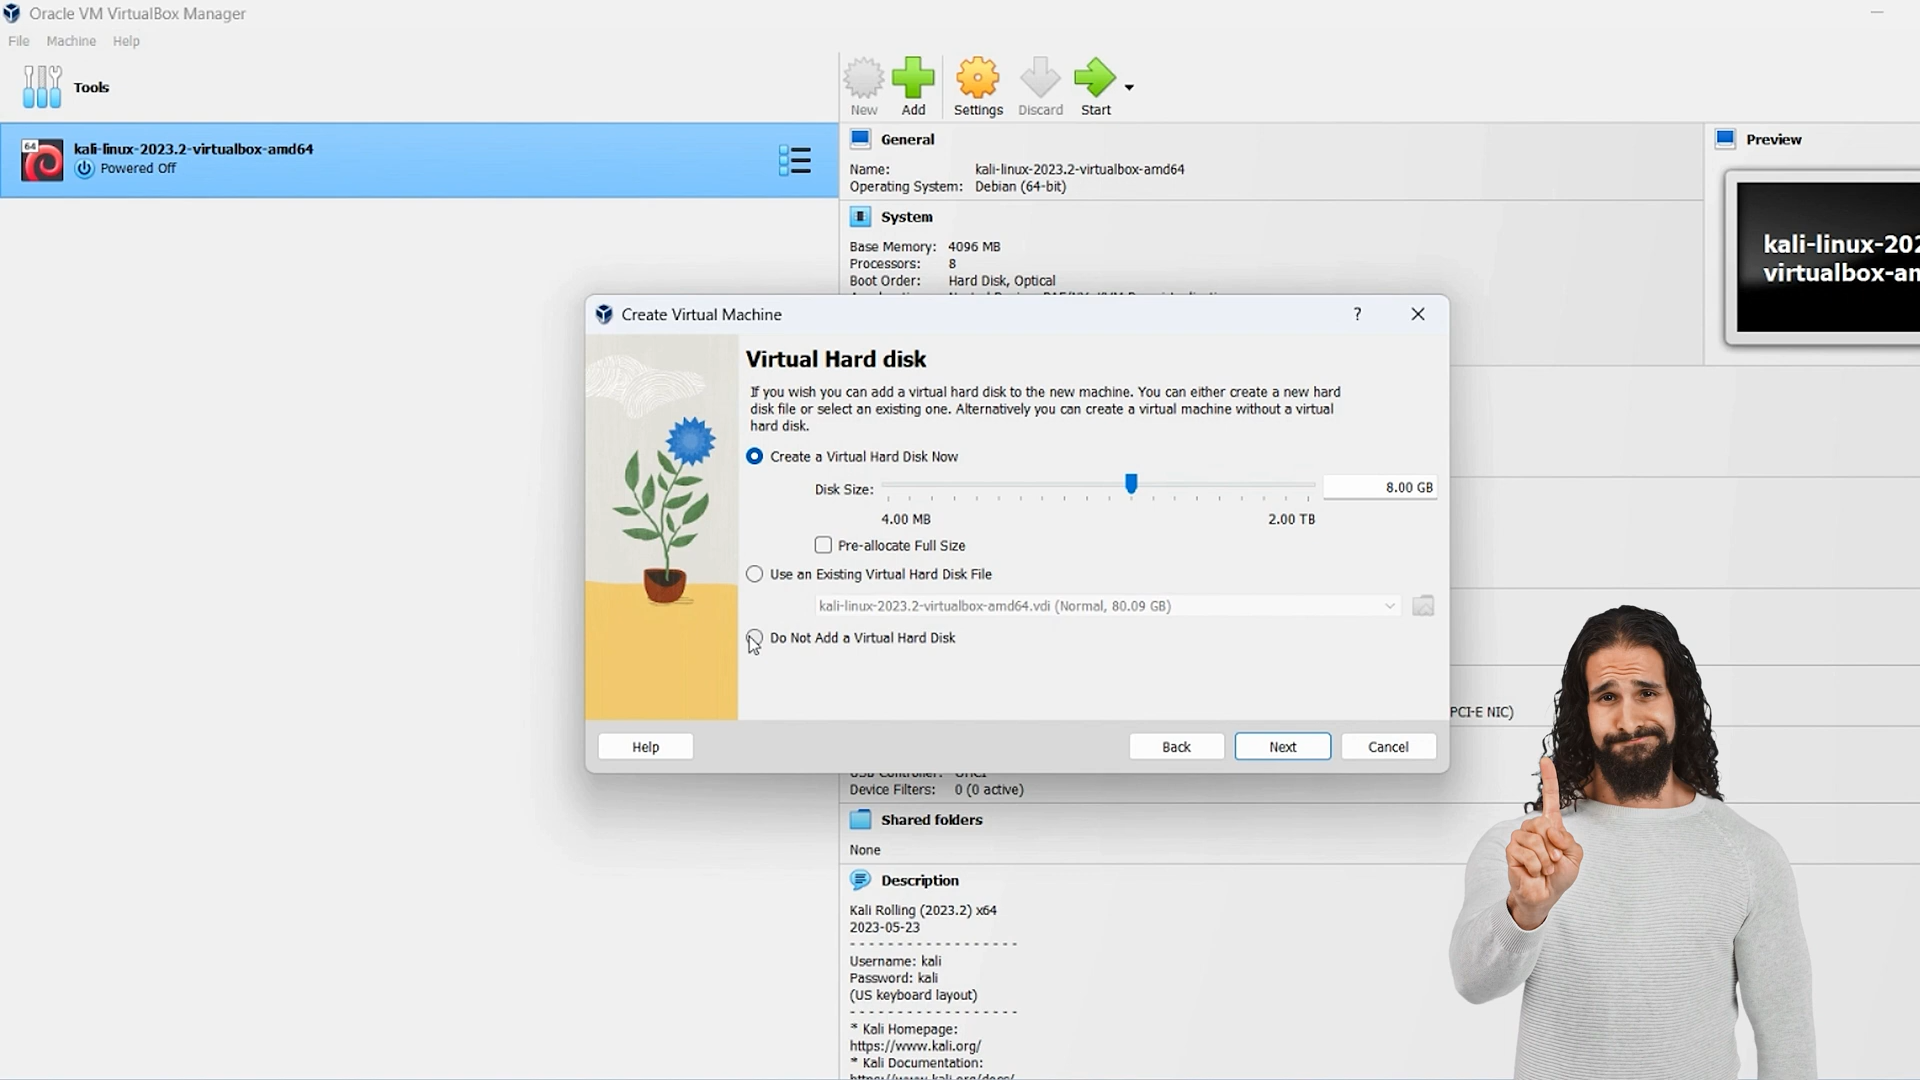 Oracle VM VirtualBox Manager
File Machine Help
Tools
New Add Settings Discard Start
64
kali-linux-2023.2-virtualbox-amd64
Powered Off
General
Name: kali-linux-2023.2-virtualbox-amd64
Operating System: Debian (64-bit)
Preview
kali-linux-202
virtualbox-am
System
Base Memory: 4096 MB
Processors: 8
Boot Order: Hard Disk, Optical
Create Virtual Machine ?
Virtual Hard disk
If you wish you can add a virtual hard disk to the new machine. You can either create a new hard
disk file or select an existing one. Alternatively you can create a virtual machine without a virtual
hard disk.
Create a Virtual Hard Disk Now
Disk Size: 8.00 GB
4.00 MB 2.00 TB
Pre-allocate Full Size
Use an Existing Virtual Hard Disk File
kali-linux-2023.2-virtualbox-amd64.vdi (Normal, 80.09 GB)
Do Not Add a Virtual Hard Disk
PCI-E NIC)
Help Back Next Cancel
Device Filters: 0 (0 active)
Shared folders
None
Description
Kali Rolling (2023.2) x64
2023-05-23
- - - - - - - - - - - - - - - - - - -
Username: kali
Password: kali
(US keyboard layout)
- - - - - - - - - - - - - - - - - - -
* Kali Homepage:
https://www.kali.org/
* Kali Documentation:
https://www.kali.org/docs/